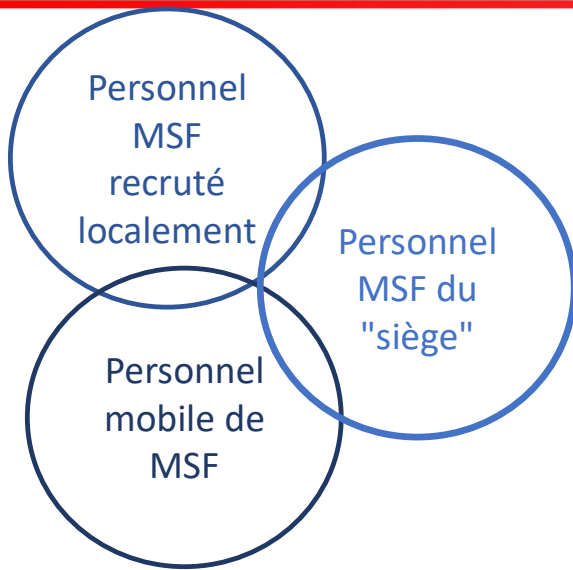 Personnel
MSF
recruté
localement
Personnel
MSF du
"siège"
Personnel
mobile de
MSF